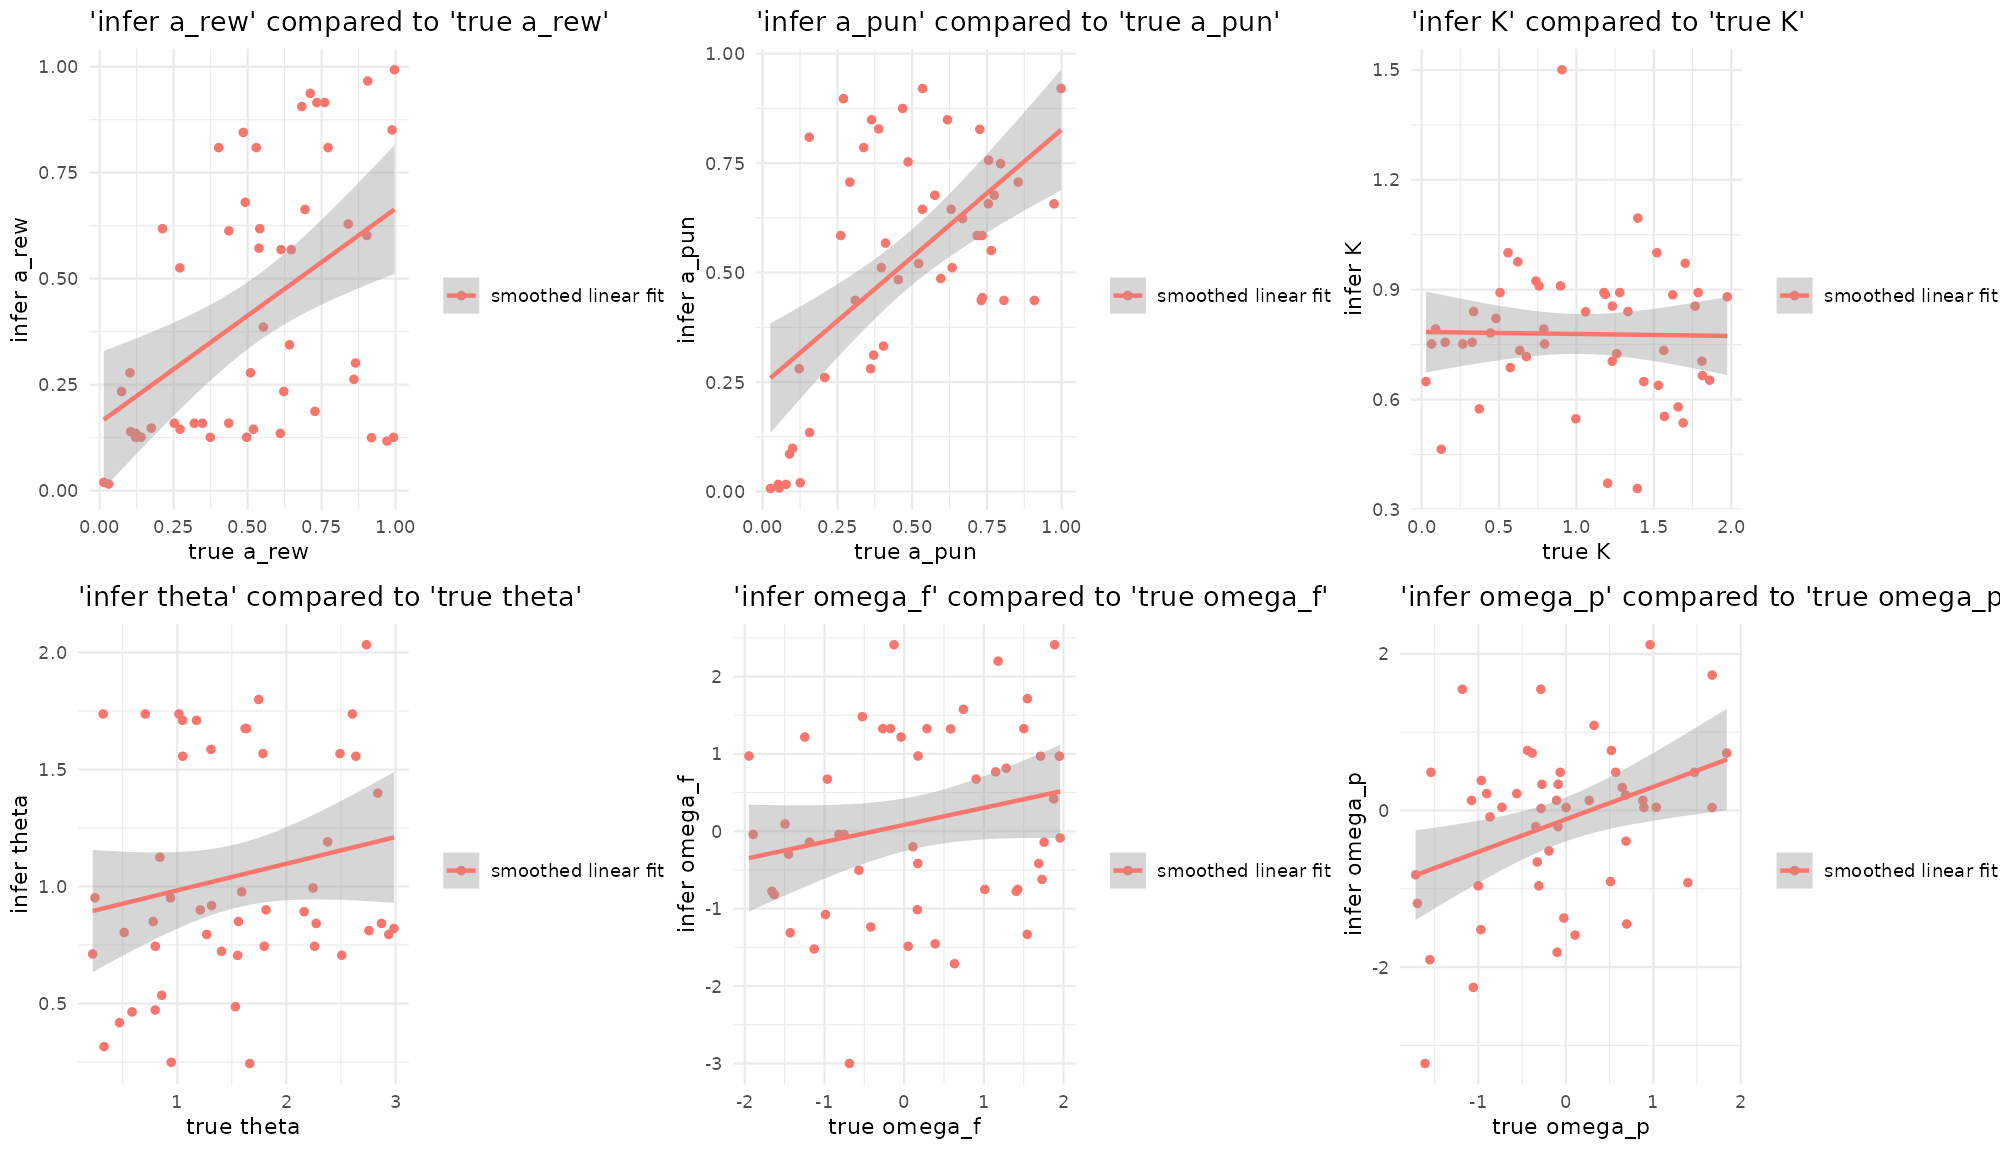 'infer a_rew' compared to 'true a_rew'
1.00
0.75
0.50
0.25
0.00
infer a_rew
0.00 0.25 0.50 0.75 1.00
true a_rew
smoothed linear fit
'infer a_pun' compared to 'true a_pun'
1.00
0.75
0.50
0.25
0.00
infer a_pun
0.00 0.25 0.50 0.75 1.00
true a_pun
smoothed linear fit
'infer K' compared to 'true K'
1.5
1.2
0.9
0.6
0.3
infer K
0.0 0.5 1.0 1.5 2.0
true K
smoothed linear fit
'infer theta' compared to 'true theta'
2.0
1.5
1.0
0.5
infer theta
1 2 3
true theta
smoothed linear fit
'infer omega_f' compared to 'true omega_f'
2
1
0
-1
-2
-3
infer omega_f
-2 -1 0 1 2
true omega_f
smoothed linear fit
'infer omega_p' compared to 'true omega_p
2
0
-2
infer omega_p
-1 0 1 2
true omega_p
smoothed linear fit